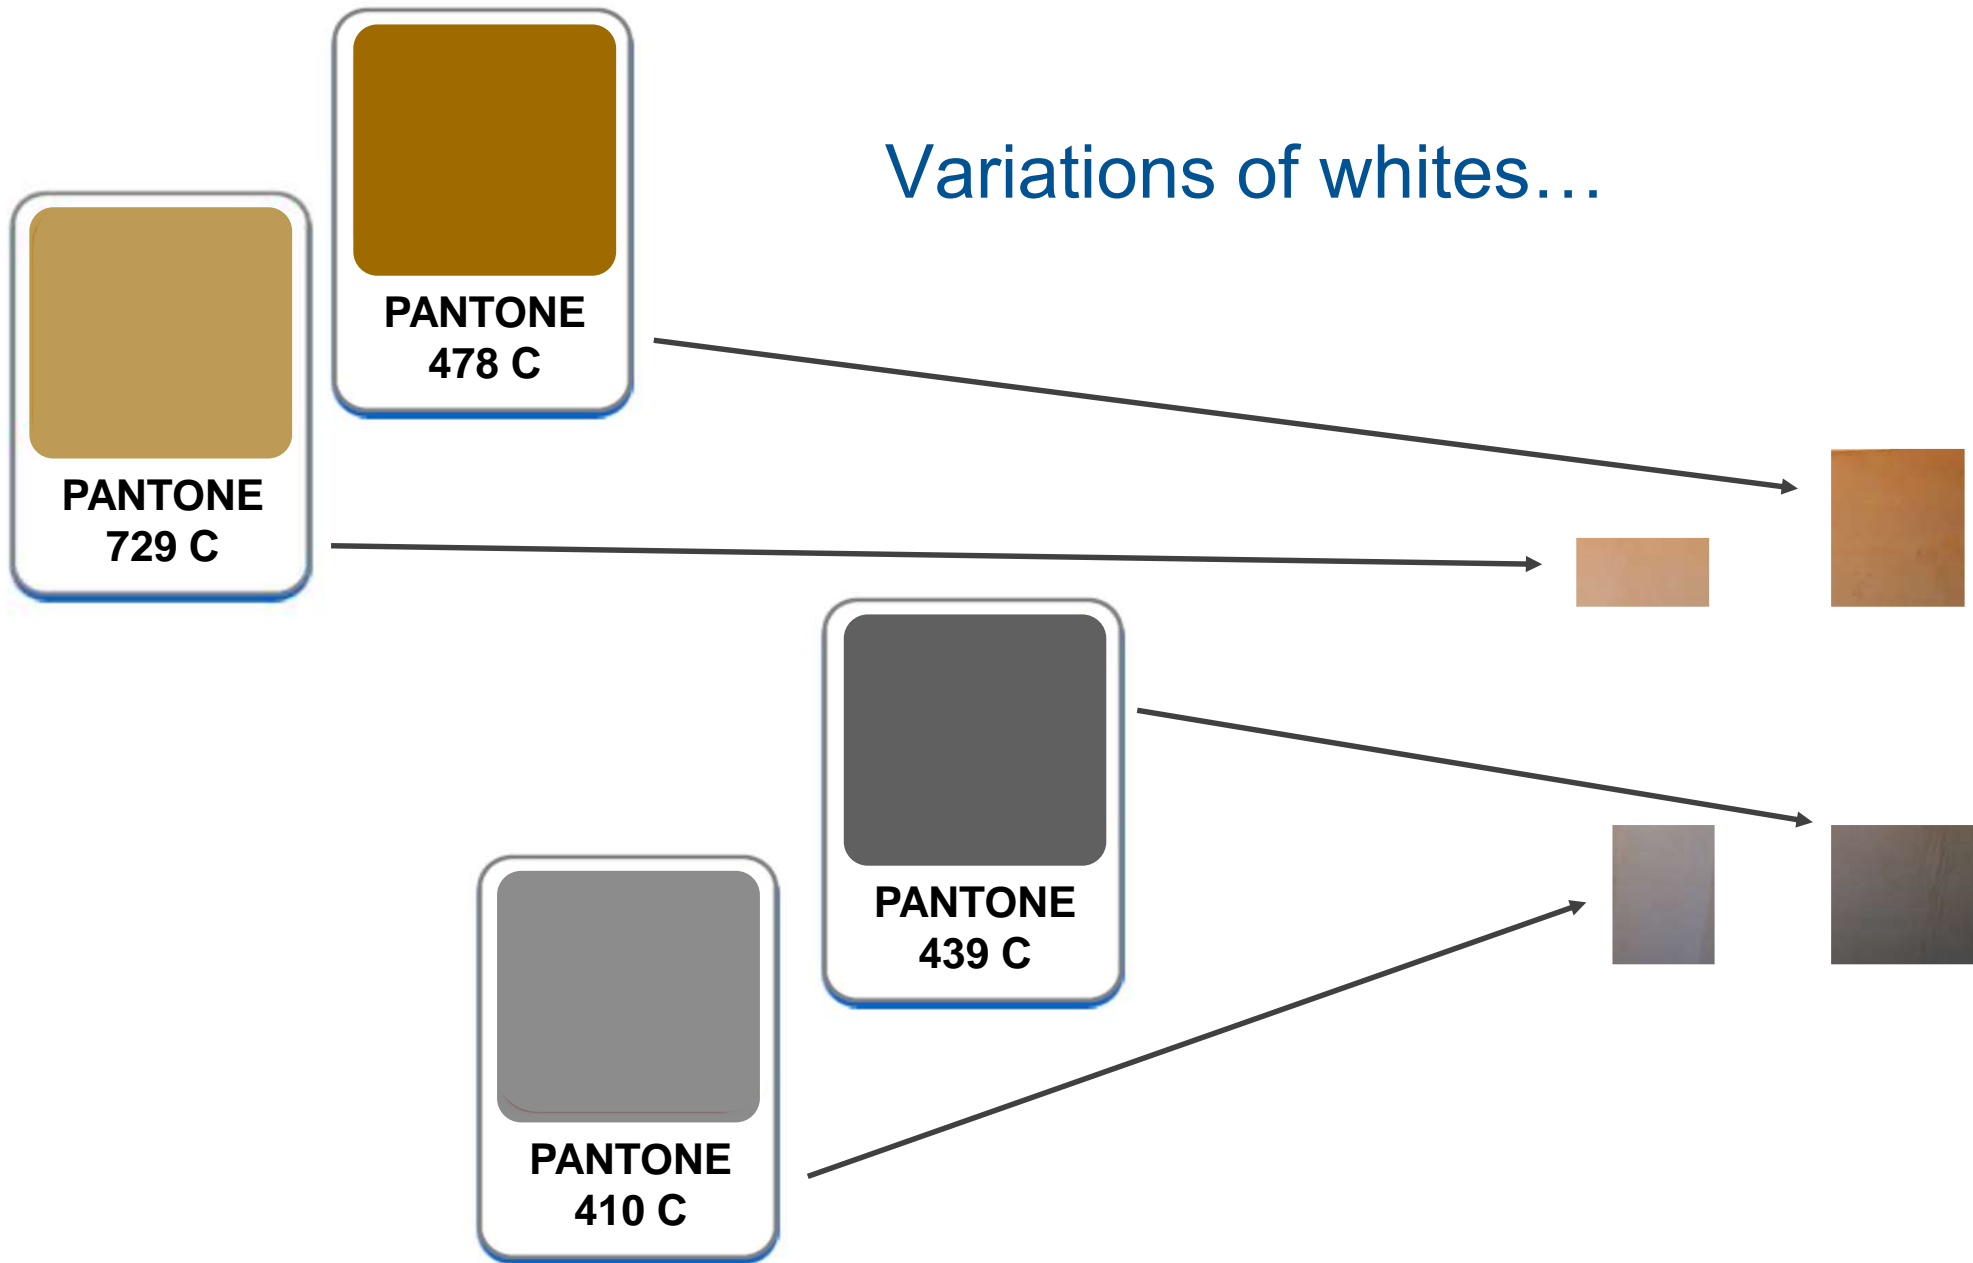 Variations of whites…
PANTONE
478 C
PANTONE
729 C
PANTONE
439 C
PANTONE
410 C